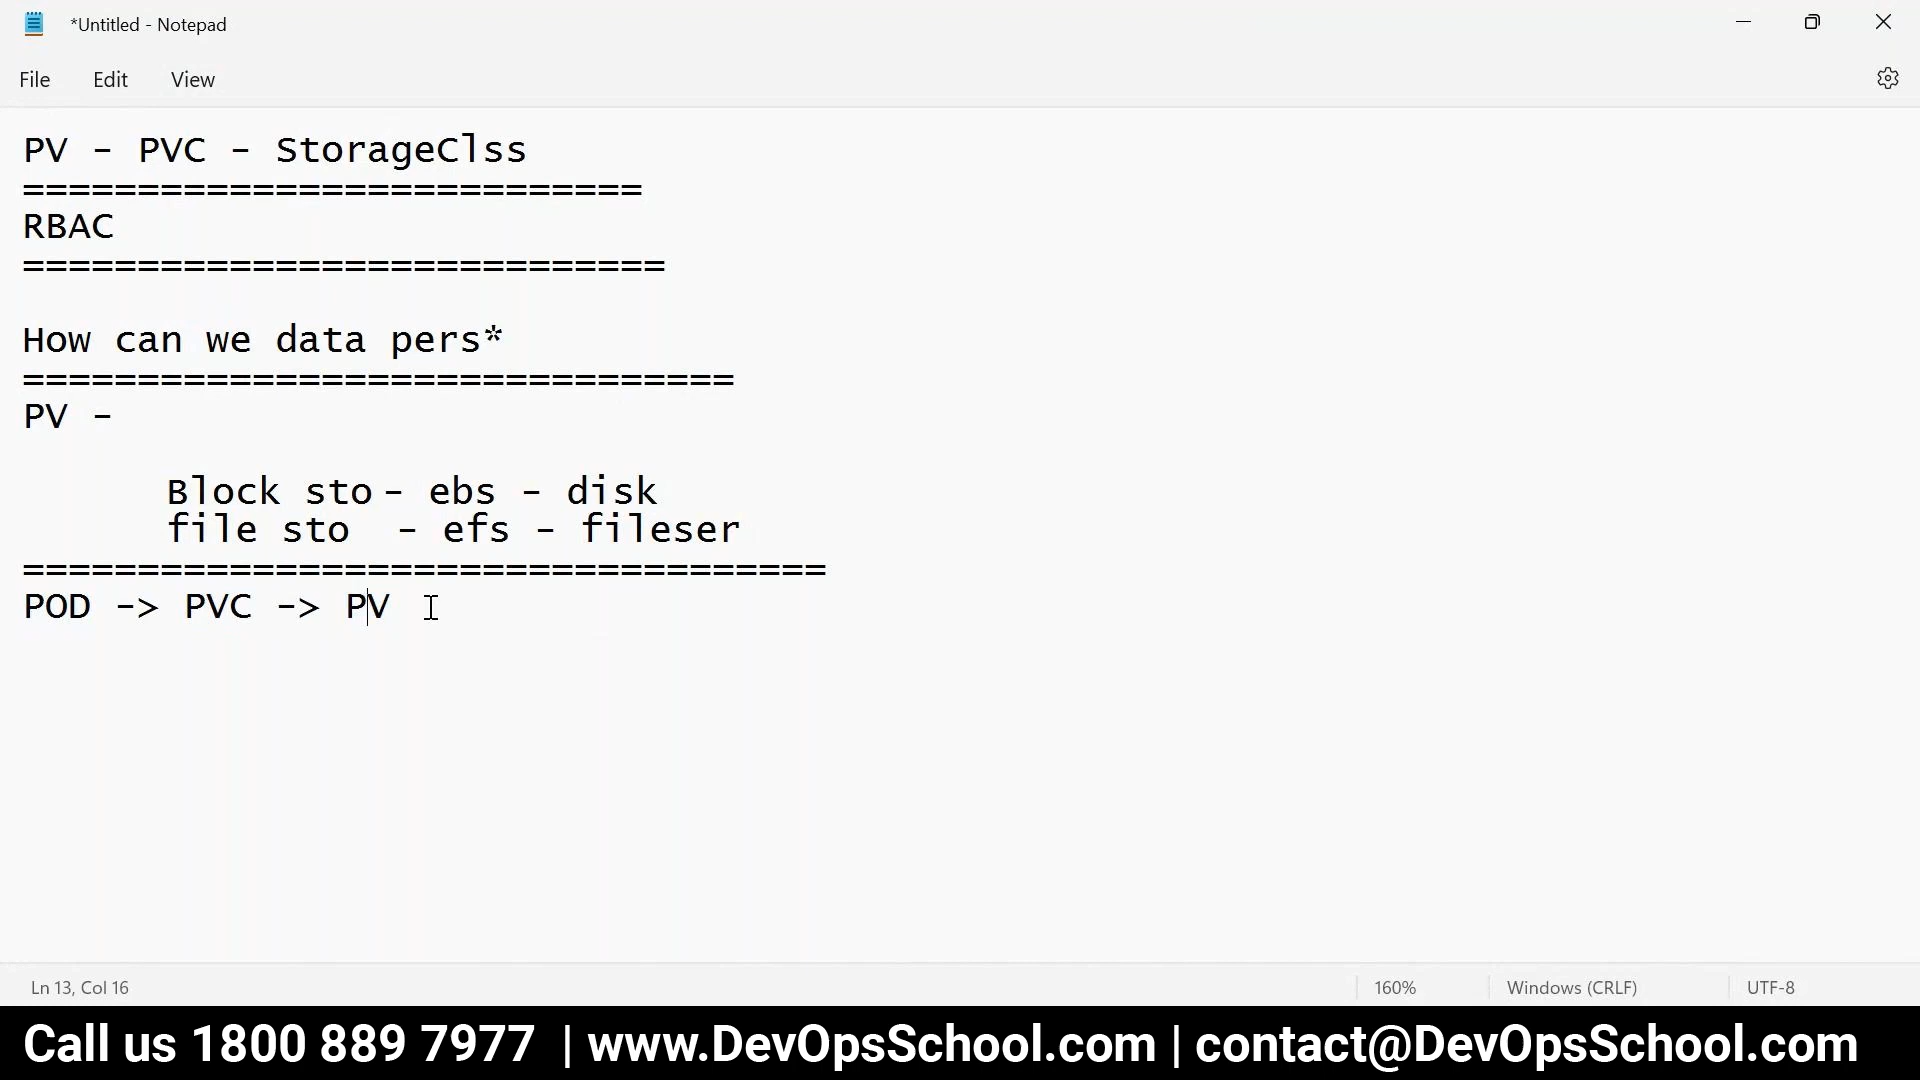 *Untitled - Notepad
File Edit View
PV - PVC - StorageClss
===========================
RBAC
============================
How can we data pers*
===============================
PV -
Block sto- ebs - disk
file sto  - efs - fileser
===================================
POD -> PVC -> PV
Ln 13, Col 16 160% Windows (CRLF) UTF-8
Call us 1800 889 7977 | www.DevOpsSchool.com | contact@DevOpsSchool.com